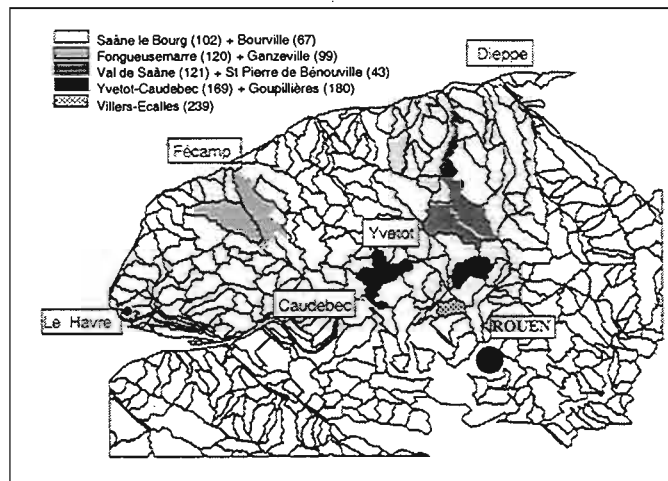 Saâne le Bourg (102) + Bourville (67)
Fongueusemarre (120) + Ganzeville (99)
Val de Saâne (121) + St Pierre de Bénouville (43)
Yvetot-Caudebec (169) + Goupillières (180)
Villers-Ecalles (239)
Dieppe
Fécamp
Yvetot
Caudebec
Le Havre
ROUEN